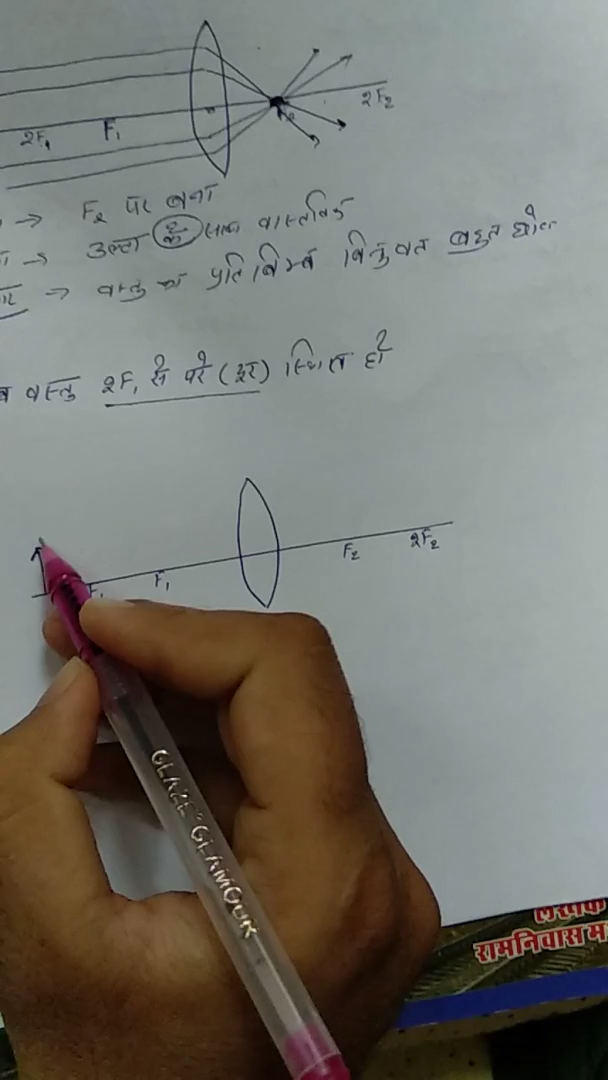 2F₁ F₁ 2F₂
→ F₂ पर बना
→ उल्टा वास्तविक
→ वस्तु का प्रतिबिम्ब बिन्दुवत बहुत छोटा
वस्तु 2F₁ से परे (दूर) स्थित हो
F₁ F₂ 2F₂
GLAZE GLAMOUR
लेखक
रामनिवास